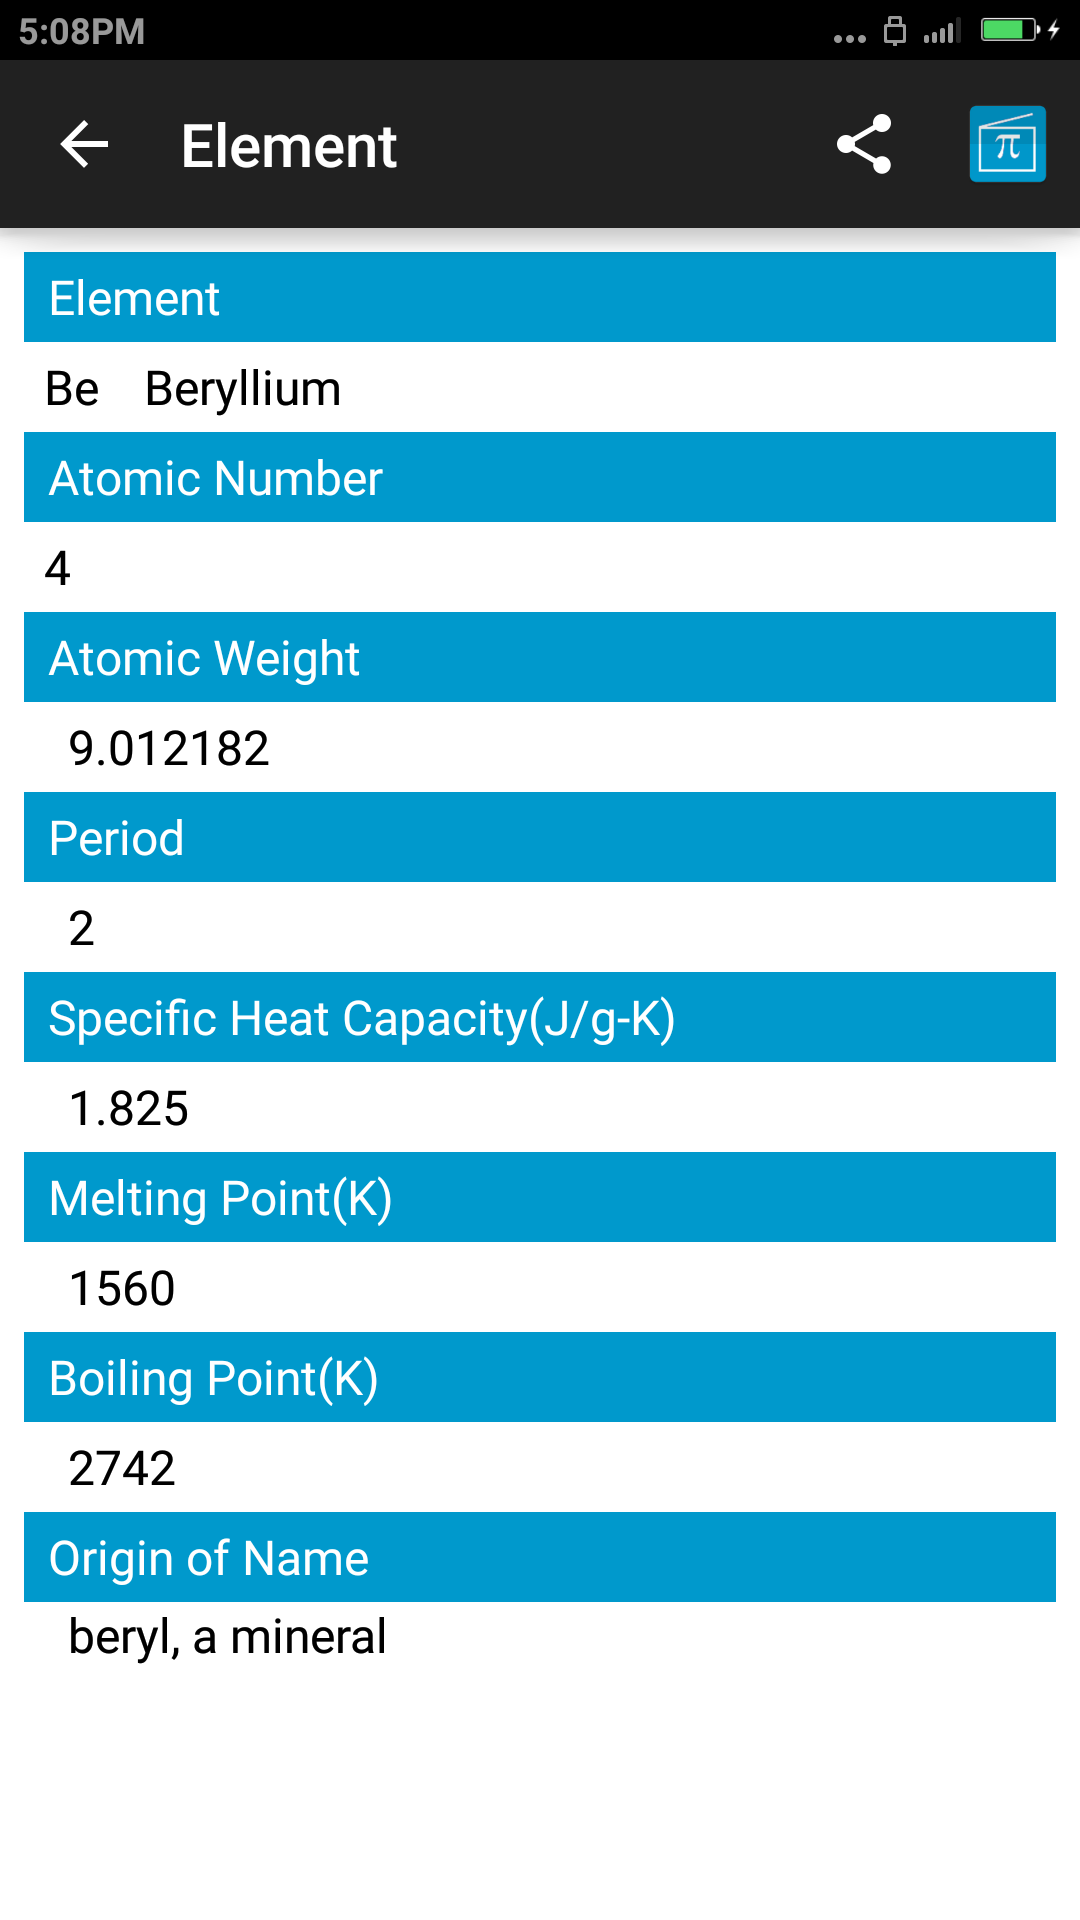 5:08PM
Element
π
Element
Be Beryllium
Atomic Number
4
Atomic Weight
9.012182
Period
2
Specific Heat Capacity(J/g-K)
1.825
Melting Point(K)
1560
Boiling Point(K)
2742
Origin of Name
beryl, a mineral